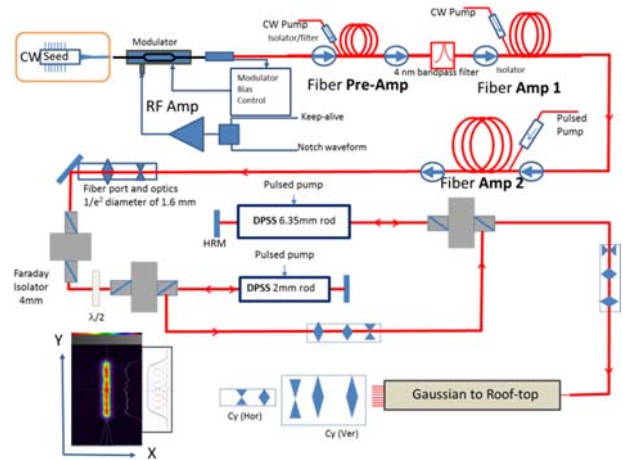 CW Seed
Modulator
Modulator
Bias
Control
RF Amp
Keep-alive
Notch waveform
CW Pump
Isolator/filter
Fiber Pre-Amp
4 nm bandpass filter
CW Pump
Isolator
Fiber Amp 1
Pulsed
Pump
Fiber Amp 2
Fiber port and optics
1/e² diameter of 1.6 mm
Pulsed pump
DPSS 6.35mm rod
HRM
Pulsed pump
DPSS 2mm rod
Faraday
Isolator
4mm
λ/2
Y
X
Cy (Hor)
Cy (Ver)
Gaussian to Roof-top